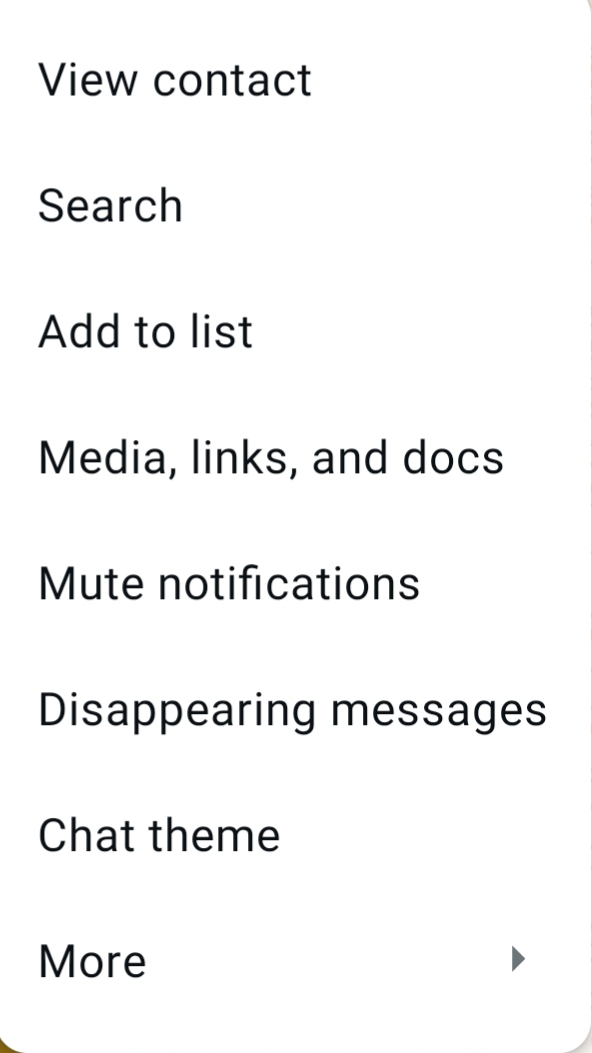 View contact
Search
Add to list
Media, links, and docs
Mute notifications
Disappearing messages
Chat theme
More